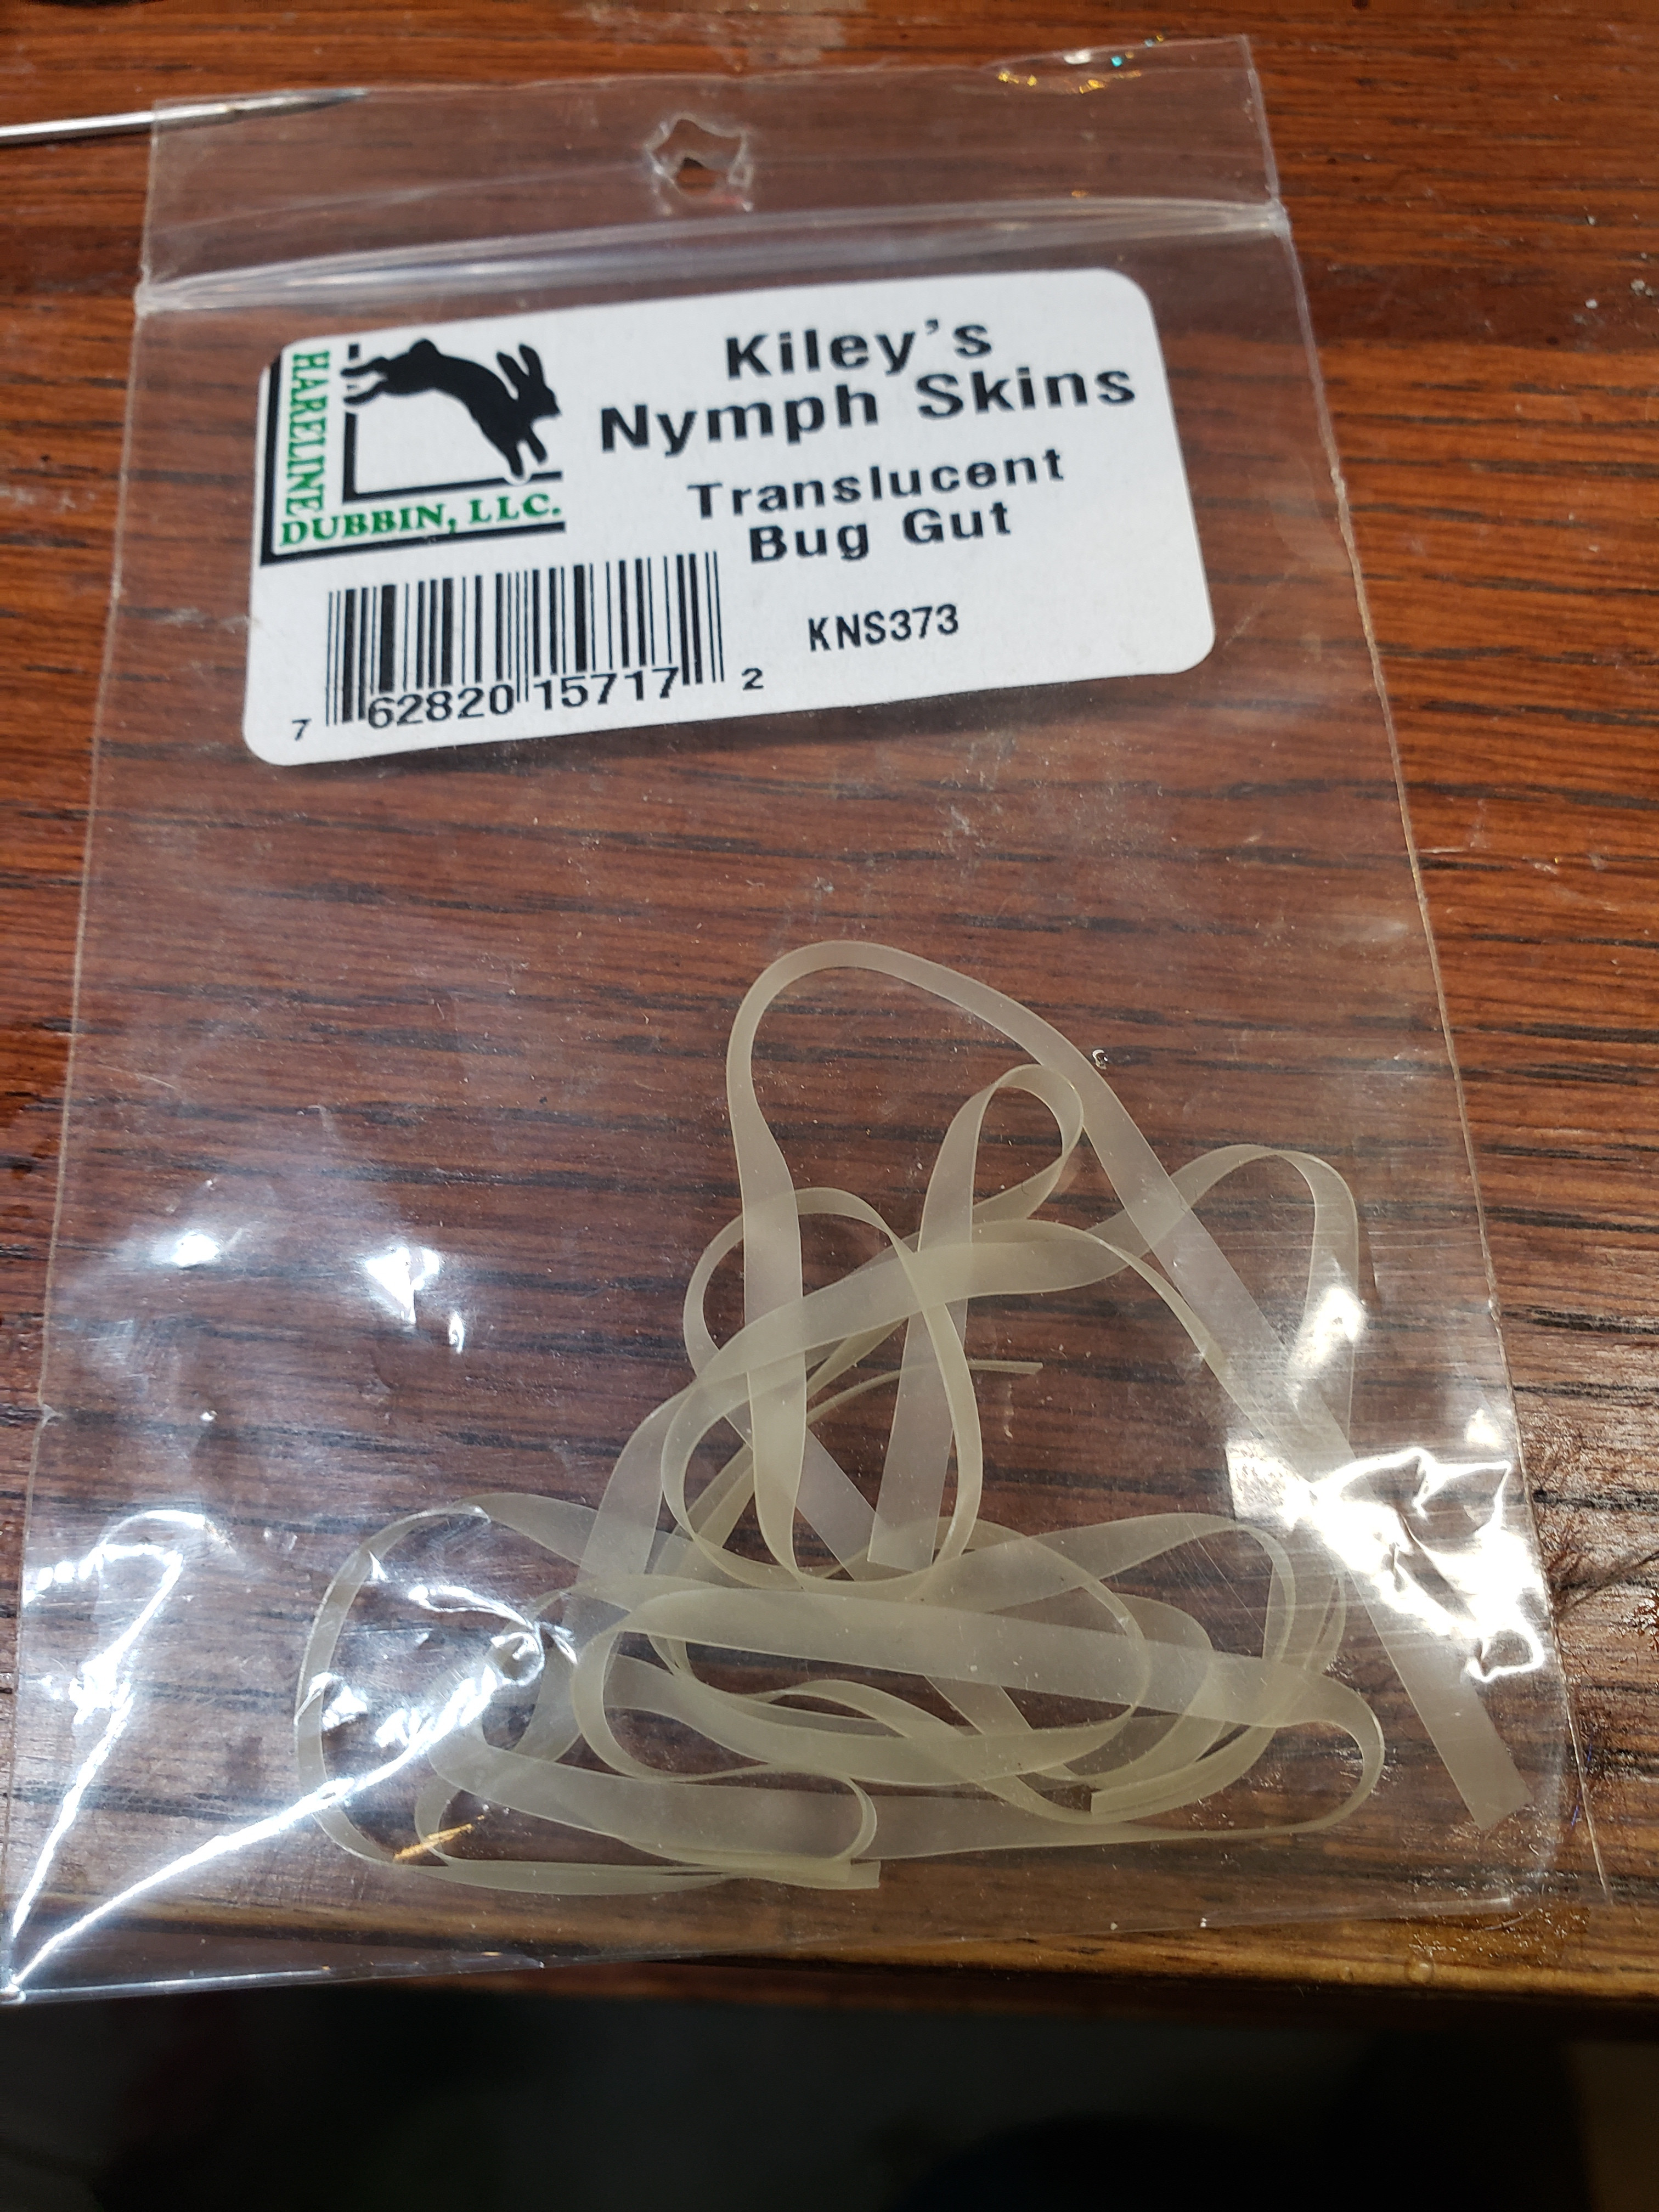 HARELINE
DUBBIN, LLC.
Kiley's
Nymph Skins
Translucent
Bug Gut
KNS373
7 62820 15717 2